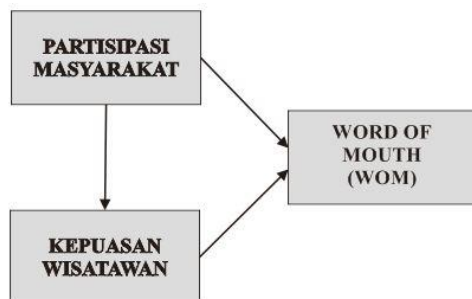 PARTISIPASI
MASYARAKAT
WORD OF
MOUTH
(WOM)
KEPUASAN
WISATAWAN